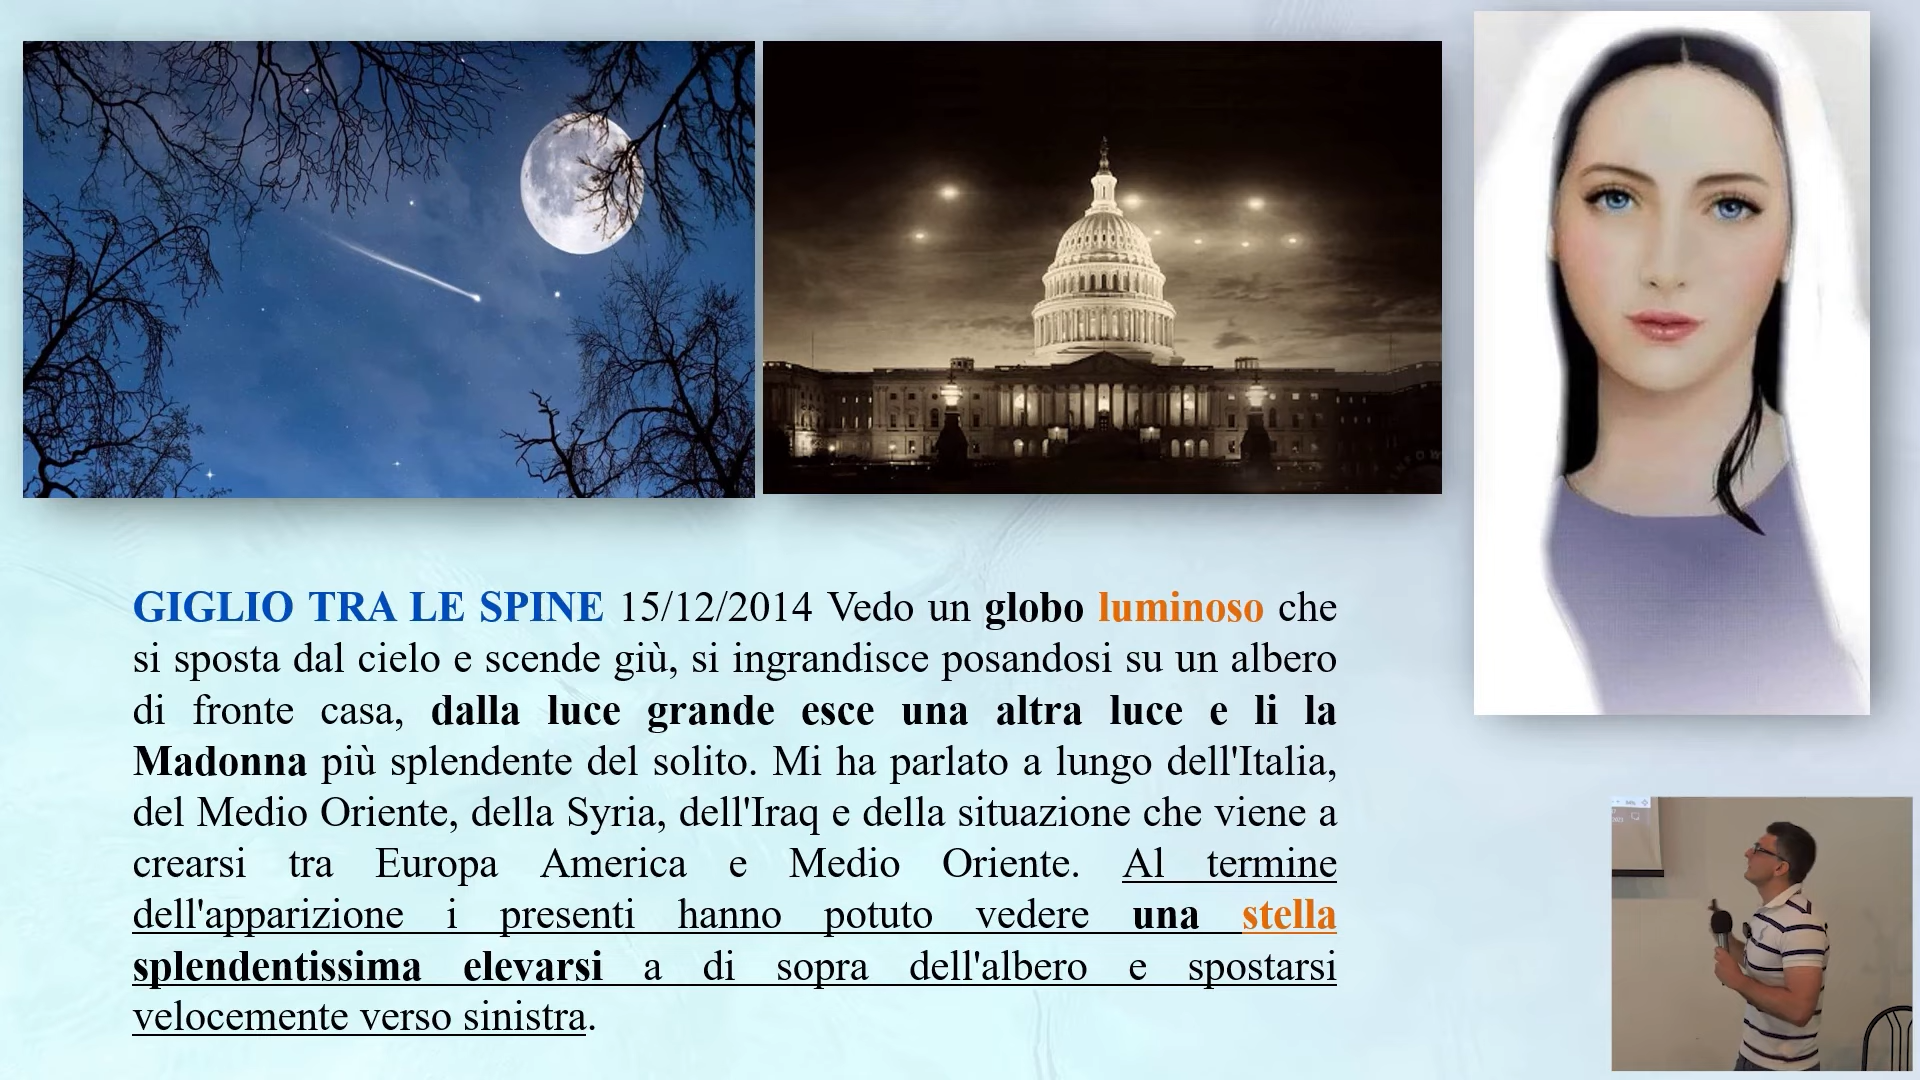 GIGLIO TRA LE SPINE 15/12/2014 Vedo un globo luminoso che
si sposta dal cielo e scende giù, si ingrandisce posandosi su un albero
di fronte casa, dalla luce grande esce una altra luce e li la
Madonna più splendente del solito. Mi ha parlato a lungo dell'Italia,
del Medio Oriente, della Syria, dell'Iraq e della situazione che viene a
crearsi tra Europa America e Medio Oriente. Al termine
dell'apparizione i presenti hanno potuto vedere una stella
splendentissima elevarsi a di sopra dell'albero e spostarsi
velocemente verso sinistra.